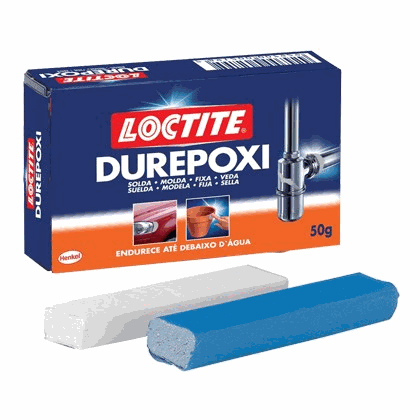 LOCTITE
DUREPOXI
SOLDA • MOLDA • FIXA • VEDA
SUELDA • MODELA • FIJA • SELLA
ENDURECE ATÉ DEBAIXO D'ÁGUA
Henkel
50g
LOCTITE
DUREPOXI